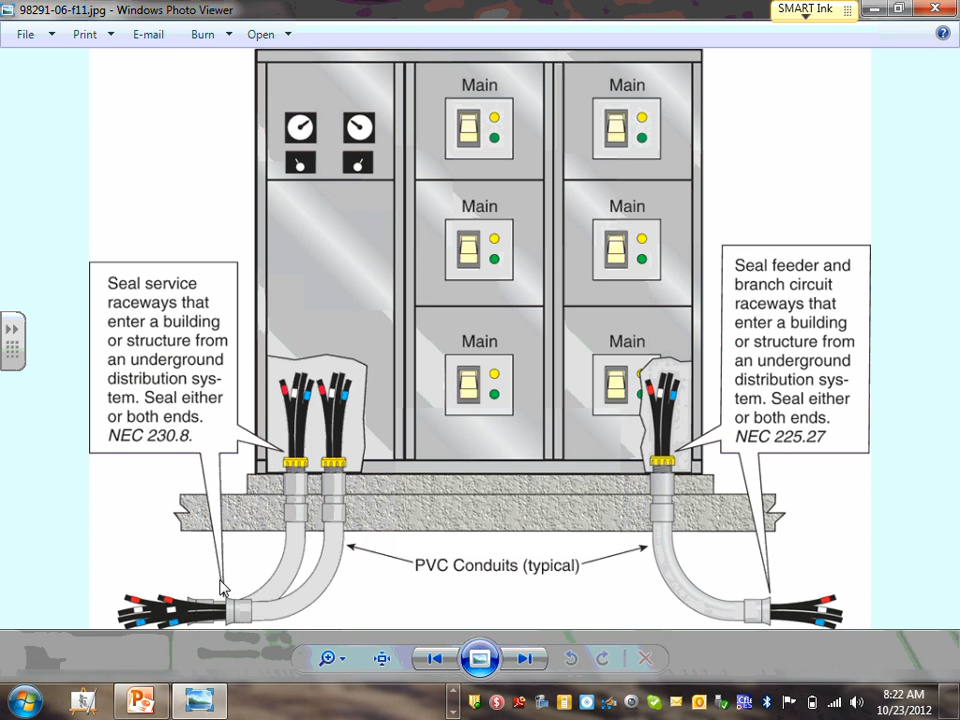 98291-06-f11.jpg - Windows Photo Viewer
SMART Ink
File Print E-mail Burn Open
Main
Main
Main
Main
Main
Main
Seal service
raceways that
enter a building
or structure from
an underground
distribution sys-
tem. Seal either
or both ends.
NEC 230.8.
Seal feeder and
branch circuit
raceways that
enter a building
or structure from
an underground
distribution sys-
tem. Seal either
or both ends.
NEC 225.27
PVC Conduits (typical)
8:22 AM
10/23/2012